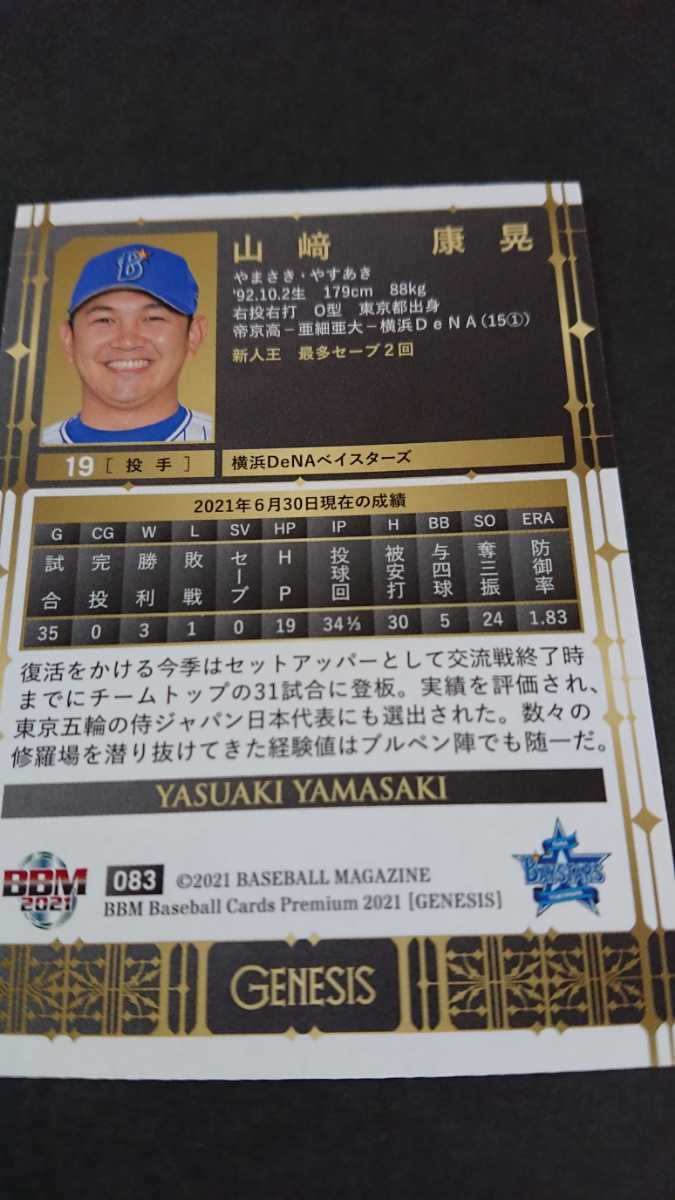 B
山﨑 康晃
やまさき・やすあき
'92.10.2生 179cm 88kg
右投右打 O型 東京都出身
帝京高－亜細亜大－横浜DeNA(15①)
新人王 最多セーブ2回
19 [投手] 横浜DeNAベイスターズ
2021年6月30日現在の成績
G CG W L SV HP IP H BB SO ERA
試合 完投 勝利 敗戦 セーブ HP 投球回 被安打 与四球 奪三振 防御率
35 0 3 1 0 19 34⅓ 30 5 24 1.83
復活をかける今季はセットアッパーとして交流戦終了時
までにチームトップの31試合に登板。実績を評価され、
東京五輪の侍ジャパン日本代表にも選出された。数々の
修羅場を潜り抜けてきた経験値はブルペン陣でも随一だ。
YASUAKI YAMASAKI
BBM
2021
083 ©2021 BASEBALL MAGAZINE
BBM Baseball Cards Premium 2021 [GENESIS]
BAYSTARS
GENESIS